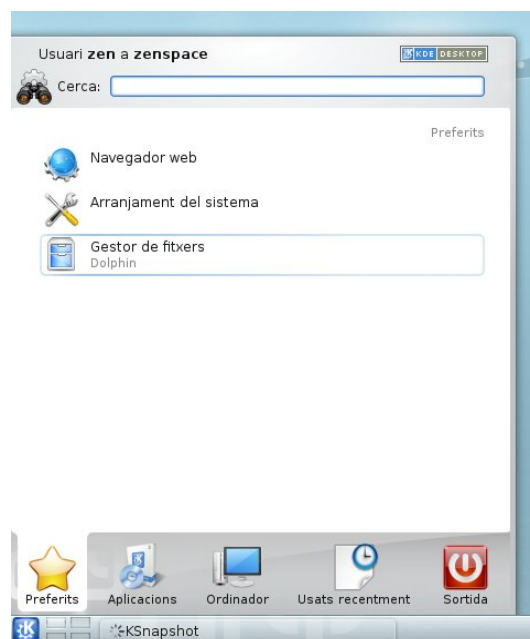 Usuari zen a zenspace
KDE DESKTOP
Cerca:
Preferits
Navegador web
Arranjament del sistema
Gestor de fitxers
Dolphin
Preferits
Aplicacions
Ordinador
Usats recentment
Sortida
KSnapshot